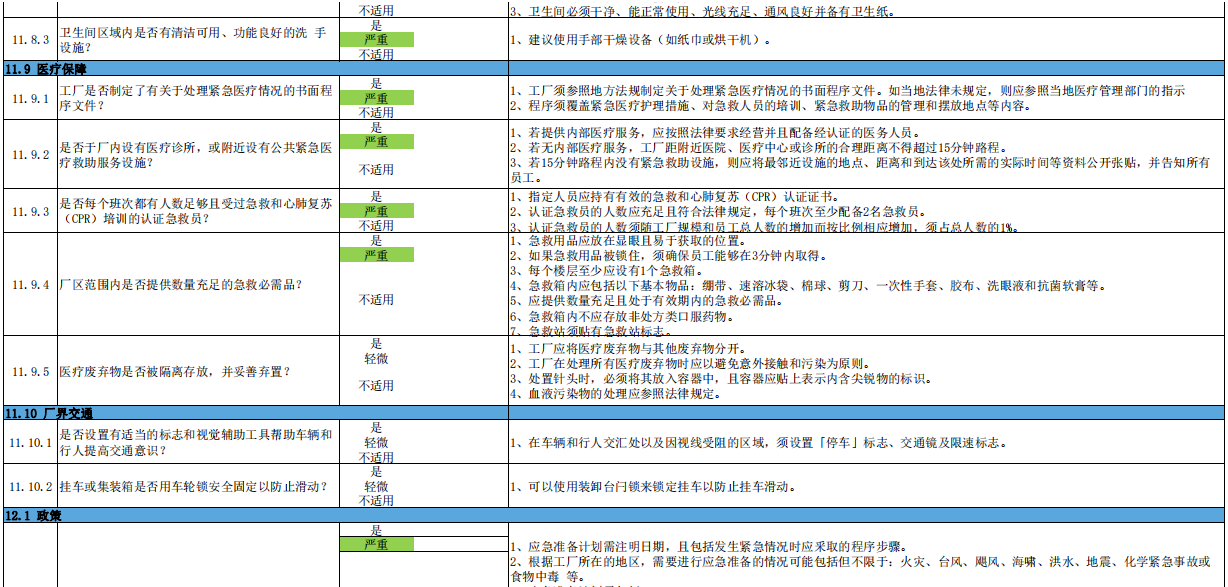 不适用
3、卫生间必须干净、能正常使用、光线充足、通风良好并备有卫生纸。
11.8.3
卫生间区域内是否有清洁可用、功能良好的洗 手
设施?
是
严重
不适用
1、建议使用手部干燥设备（如纸巾或烘干机）。
11.9 医疗保障
11.9.1
工厂是否制定了有关于处理紧急医疗情况的书面程
序文件?
是
严重
不适用
1、工厂须参照地方法规制定关于处理紧急医疗情况的书面程序文件。如当地法律未规定，则应参照当地医疗管理部门的指示
2、程序须覆盖紧急医疗护理措施、对急救人员的培训、紧急救助物品的管理和摆放地点等内容。
11.9.2
是否于厂内设有医疗诊所，或附近设有公共紧急医
疗救助服务设施?
是
严重
不适用
1、若提供内部医疗服务，应按照法律要求经营并且配备经认证的医务人员。
2、若无内部医疗服务，工厂距附近医院、医疗中心或诊所的合理距离不得超过15分钟路程。
3、若15分钟路程内没有紧急救助设施，则应将最邻近设施的地点、距离和到达该处所需的实际时间等资料公开张贴，并告知所有
员工。
11.9.3
是否每个班次都有人数足够且受过急救和心肺复苏
（CPR）培训的认证急救员?
是
严重
不适用
1、指定人员应持有有效的急救和心肺复苏（CPR）认证证书。
2、认证急救员的人数应充足且符合法律规定，每个班次至少配备2名急救员。
3、认证急救员的人数须随工厂规模和员工总人数的增加而按比例相应增加，须占总人数的1%。
11.9.4
厂区范围内是否提供数量充足的急救必需品?
是
严重
不适用
1、急救用品应放在显眼且易于获取的位置。
2、如果急救用品被锁住，须确保员工能够在3分钟内取得。
3、每个楼层至少应设有1个急救箱。
4、急救箱内应包括以下基本物品：绷带、速溶冰袋、棉球、剪刀、一次性手套、胶布、洗眼液和抗菌软膏等。
5、应提供数量充足且处于有效期内的急救必需品。
6、急救箱内不应存放非处方类口服药物。
7、急救站须贴有急救站标志。
11.9.5
医疗废弃物是否被隔离存放，并妥善弃置?
是
轻微
不适用
1、工厂应将医疗废弃物与其他废弃物分开。
2、工厂在处理所有医疗废弃物时应以避免意外接触和污染为原则。
3、处置针头时，必须将其放入容器中，且容器应贴上表示内含尖锐物的标识。
4、血液污染物的处理应参照法律规定。
11.10 厂界交通
11.10.1
是否设置有适当的标志和视觉辅助工具帮助车辆和
行人提高交通意识?
是
轻微
不适用
1、在车辆和行人交汇处以及因视线受阻的区域，须设置「停车」标志、交通镜及限速标志。
11.10.2
挂车或集装箱是否用车轮锁安全固定以防止滑动?
是
轻微
不适用
1、可以使用装卸台闩锁来锁定挂车以防止挂车滑动。
12.1 政策
是
严重
1、应急准备计划需注明日期，且包括发生紧急情况时应采取的程序步骤。
2、根据工厂所在的地区，需要进行应急准备的情况可能包括但不限于：火灾、台风、飓风、海啸、洪水、地震、化学紧急事故或
食物中毒 等。